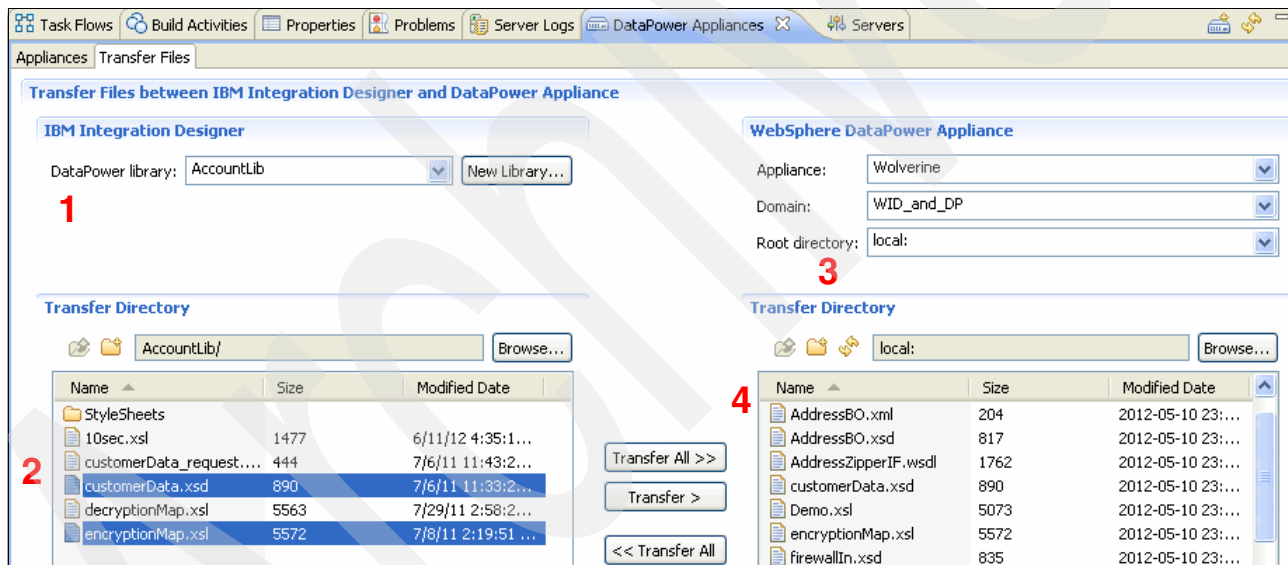 Task Flows Build Activities Properties Problems Server Logs DataPower Appliances Servers
Appliances Transfer Files
Transfer Files between IBM Integration Designer and DataPower Appliance
IBM Integration Designer
DataPower library: AccountLib New Library...
1
WebSphere DataPower Appliance
Appliance: Wolverine
Domain: WID_and_DP
Root directory: local:
3
Transfer Directory
AccountLib/ Browse...
Name Size Modified Date
StyleSheets
10sec.xsl 1477 6/11/12 4:35:1...
2
customerData_request.... 444 7/6/11 11:43:2...
customerData.xsd 890 7/6/11 11:33:2...
decryptionMap.xsl 5563 7/29/11 2:58:2...
encryptionMap.xsl 5572 7/8/11 2:19:51 ...
Transfer All >>
Transfer >
<< Transfer All
Transfer Directory
local: Browse...
4
Name Size Modified Date
AddressBO.xml 204 2012-05-10 23:...
AddressBO.xsd 817 2012-05-10 23:...
AddressZipperIF.wsdl 1762 2012-05-10 23:...
customerData.xsd 890 2012-05-10 23:...
Demo.xsl 5073 2012-05-10 23:...
encryptionMap.xsl 5572 2012-05-10 23:...
firewallIn.xsd 835 2012-05-10 23:...